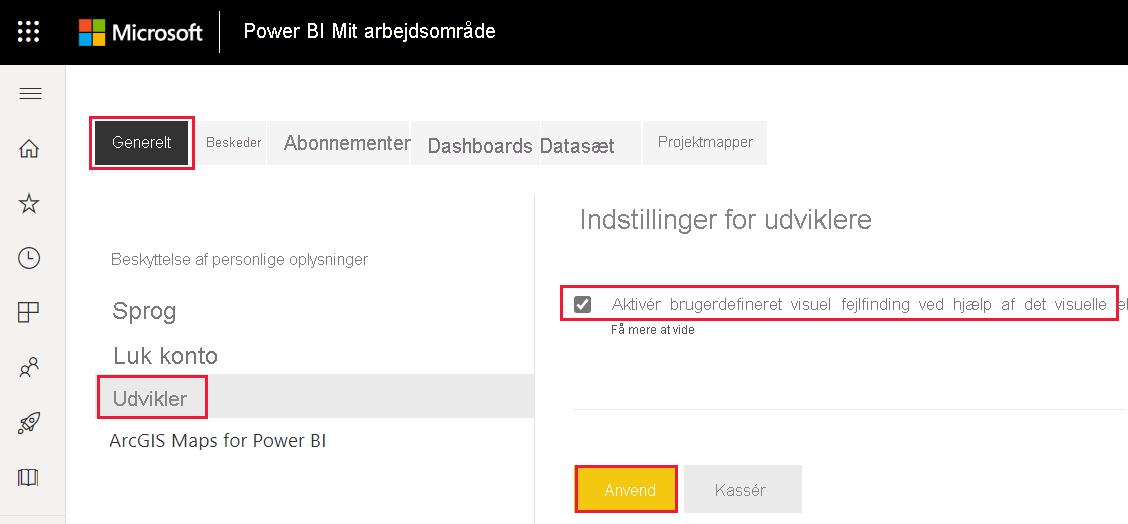 Microsoft Power BI Mit arbejdsområde
Generelt Beskeder Abonnementer Dashboards Datasæt Projektmapper
Indstillinger for udviklere
Beskyttelse af personlige oplysninger
Sprog
Luk konto
Udvikler
ArcGIS Maps for Power BI
Aktivér brugerdefineret visuel fejlfinding ved hjælp af det visuelle
Få mere at vide
Anvend Kassér